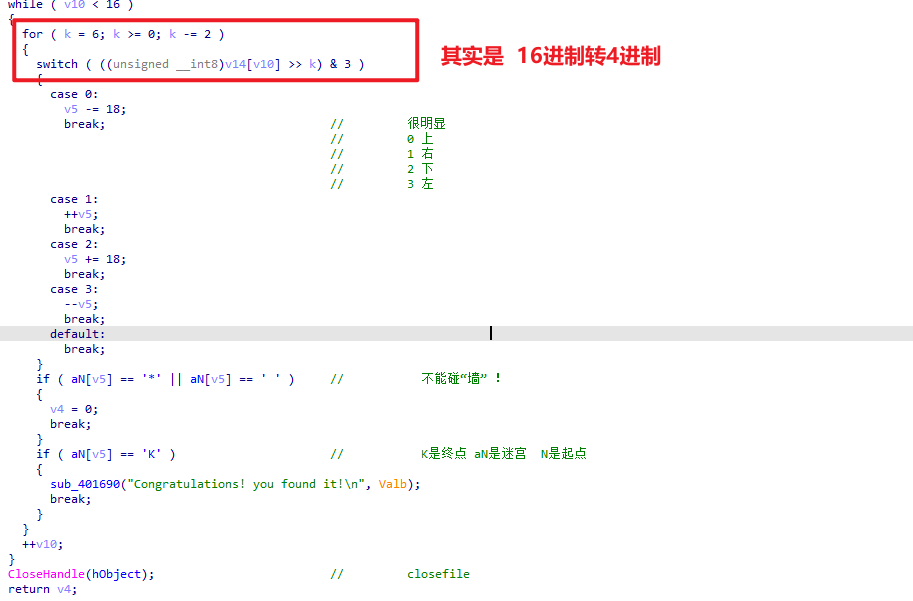 while ( v10 < 16 )
{
for ( k = 6; k >= 0; k -= 2 ) 其实是 16进制转4进制
{
switch ( ((unsigned __int8)v14[v10] >> k) & 3 )
{
case 0:
v5 -= 18;
break; // 很明显
// 0 上
// 1 右
// 2 下
// 3 左
case 1:
++v5;
break;
case 2:
v5 += 18;
break;
case 3:
--v5;
break;
default:
break;
}
if ( aN[v5] == '*' || aN[v5] == ' ' ) // 不能碰“墙” !
{
v4 = 0;
break;
}
if ( aN[v5] == 'K' ) // K是终点 aN是迷宫 N是起点
{
sub_401690("Congratulations! you found it!\n", Valb);
break;
}
}
++v10;
}
CloseHandle(hObject); // closefile
return v4;